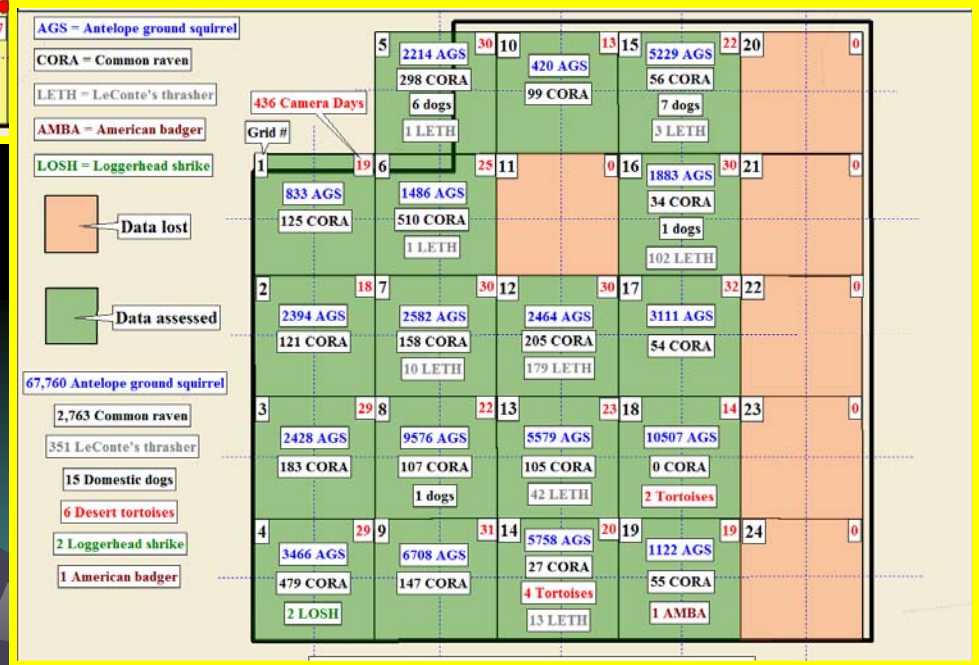 7
AGS = Antelope ground squirrel
CORA = Common raven
LETH = LeConte's thrasher
AMBA = American badger
LOSH = Loggerhead shrike
Data lost
Data assessed
67,760 Antelope ground squirrel
2,763 Common raven
351 LeConte's thrasher
15 Domestic dogs
6 Desert tortoises
2 Loggerhead shrike
1 American badger
436 Camera Days
Grid #
5 30
2214 AGS
298 CORA
6 dogs
1 LETH
10 13
420 AGS
99 CORA
15 22
5229 AGS
56 CORA
7 dogs
3 LETH
20 0
1 19
833 AGS
125 CORA
6 25
1486 AGS
510 CORA
1 LETH
11 0
16 30
1883 AGS
34 CORA
1 dogs
102 LETH
21 0
2 18
2394 AGS
121 CORA
7 30
2582 AGS
158 CORA
10 LETH
12 30
2464 AGS
205 CORA
179 LETH
17 32
3111 AGS
54 CORA
22 0
3 29
2428 AGS
183 CORA
8 22
9576 AGS
107 CORA
1 dogs
13 23
5579 AGS
105 CORA
42 LETH
18 14
10507 AGS
0 CORA
2 Tortoises
23 0
4 29
3466 AGS
479 CORA
2 LOSH
9 31
6708 AGS
147 CORA
14 20
5758 AGS
27 CORA
4 Tortoises
13 LETH
19 19
1122 AGS
55 CORA
1 AMBA
24 0